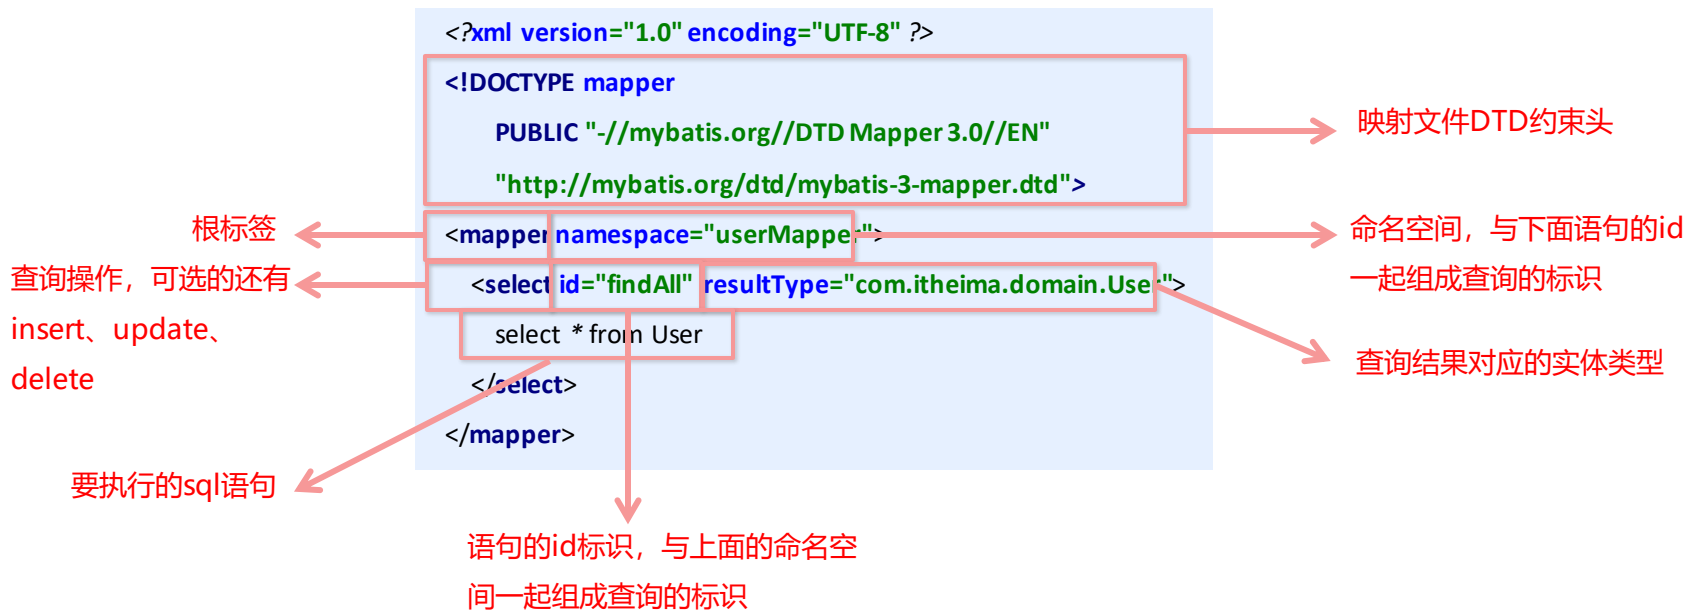 <?xml version="1.0" encoding="UTF-8" ?>
<!DOCTYPE mapper
PUBLIC "-//mybatis.org//DTD Mapper 3.0//EN"
"http://mybatis.org/dtd/mybatis-3-mapper.dtd">
<mapper namespace="userMapper">
<select id="findAll" resultType="com.itheima.domain.User">
select * from User
</select>
</mapper>
映射文件DTD约束头
根标签
命名空间，与下面语句的id
一起组成查询的标识
查询操作，可选的还有
insert、update、
delete
查询结果对应的实体类型
要执行的sql语句
语句的id标识，与上面的命名空
间一起组成查询的标识